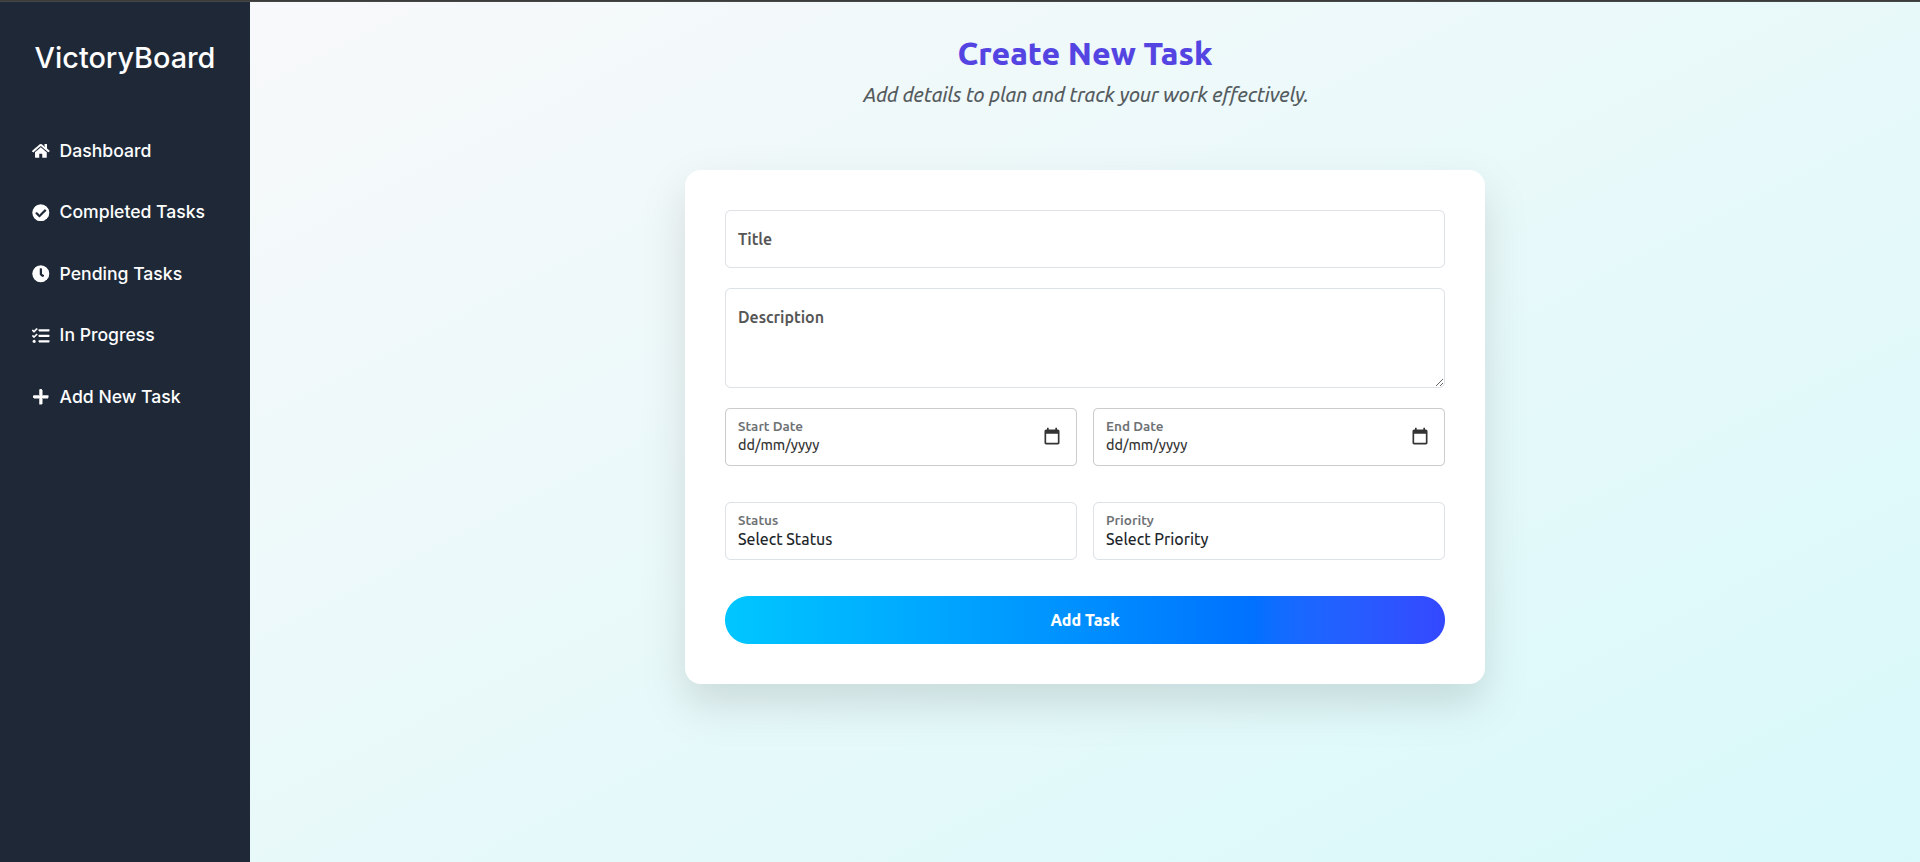 VictoryBoard
Dashboard
Completed Tasks
Pending Tasks
In Progress
Add New Task
Create New Task
Add details to plan and track your work effectively.
Title
Description
Start Date
dd/mm/yyyy
End Date
dd/mm/yyyy
Status
Select Status
Priority
Select Priority
Add Task